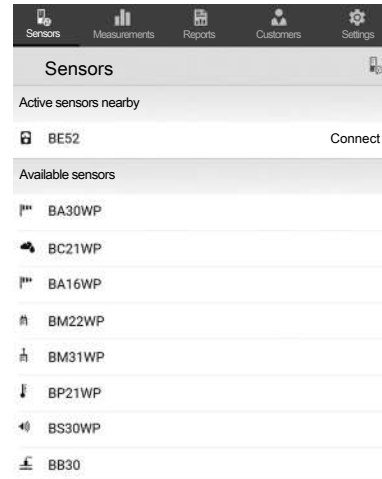 Sensors Measurements Reports Customers Settings
Sensors
Active sensors nearby
BE52 Connect
Available sensors
BA30WP
BC21WP
BA16WP
BM22WP
BM31WP
BP21WP
BS30WP
BB30